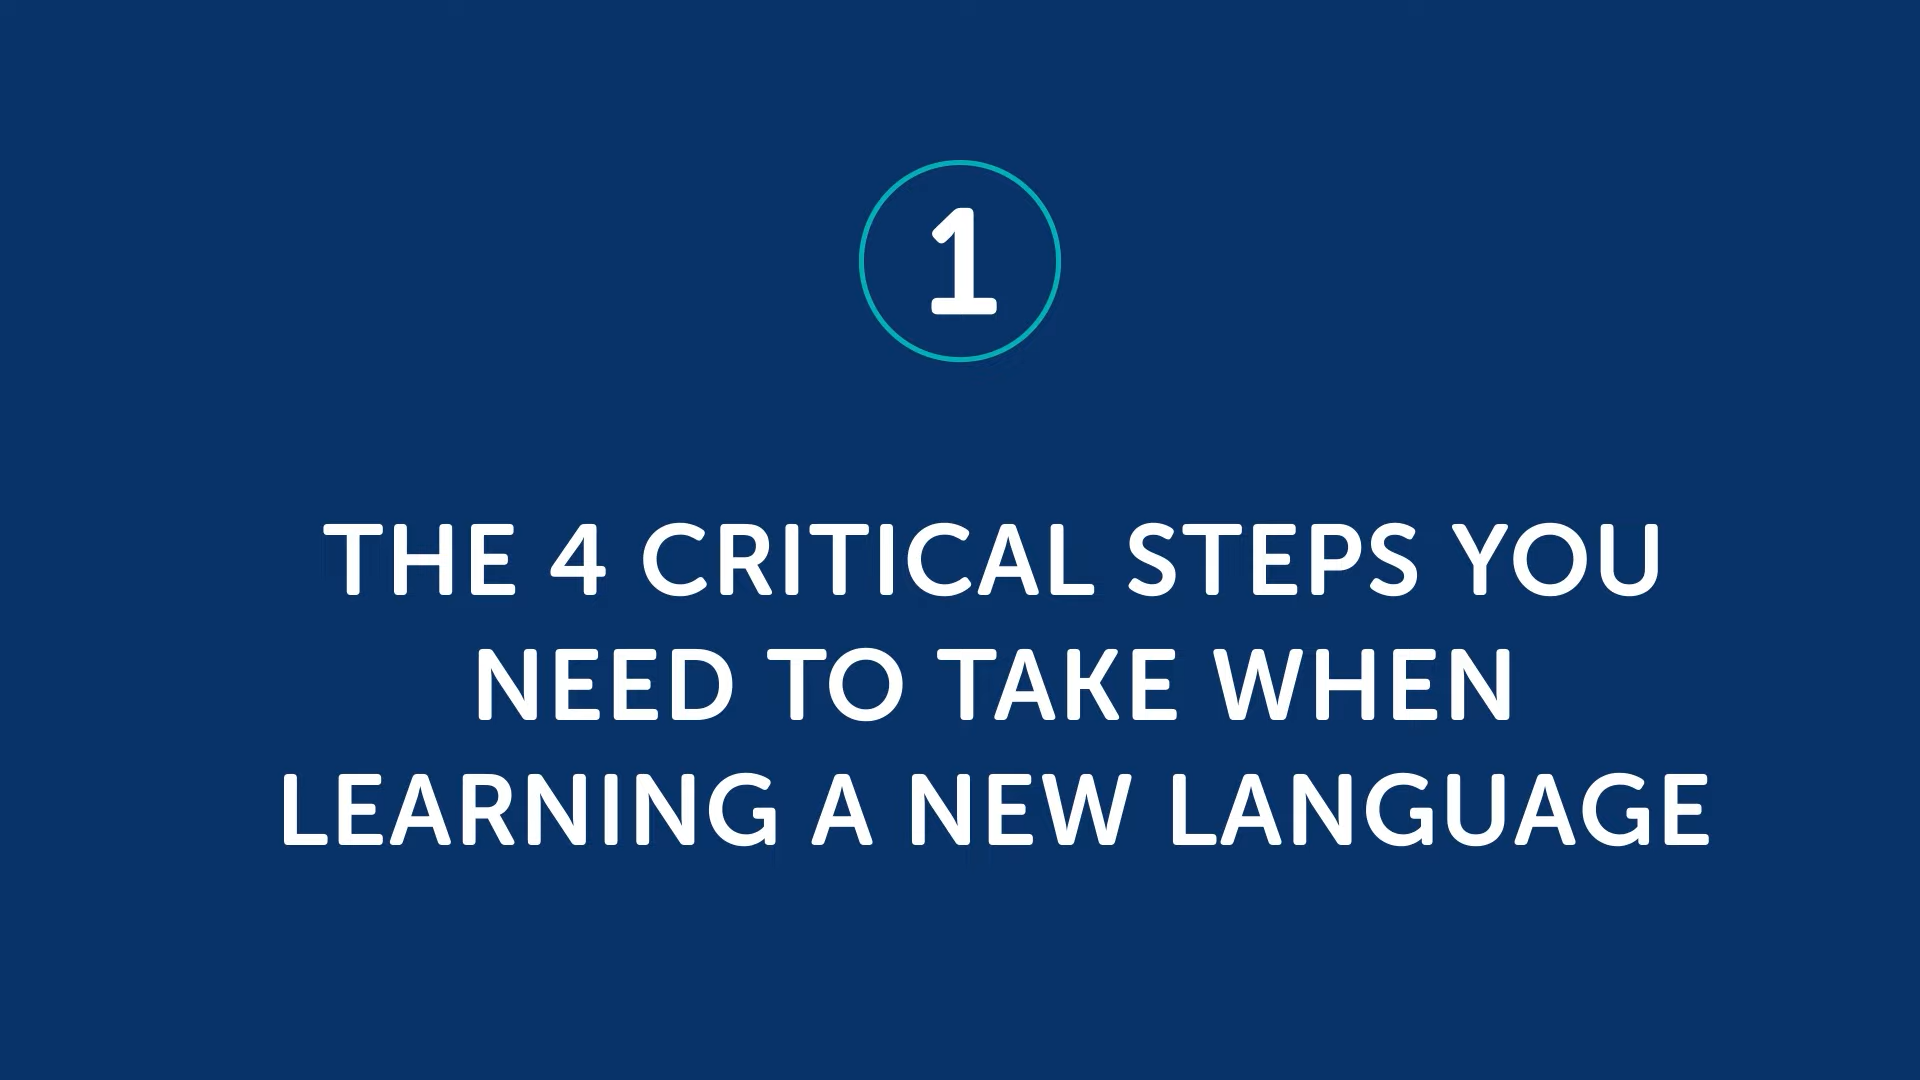 1
THE 4 CRITICAL STEPS YOU
NEED TO TAKE WHEN
LEARNING A NEW LANGUAGE